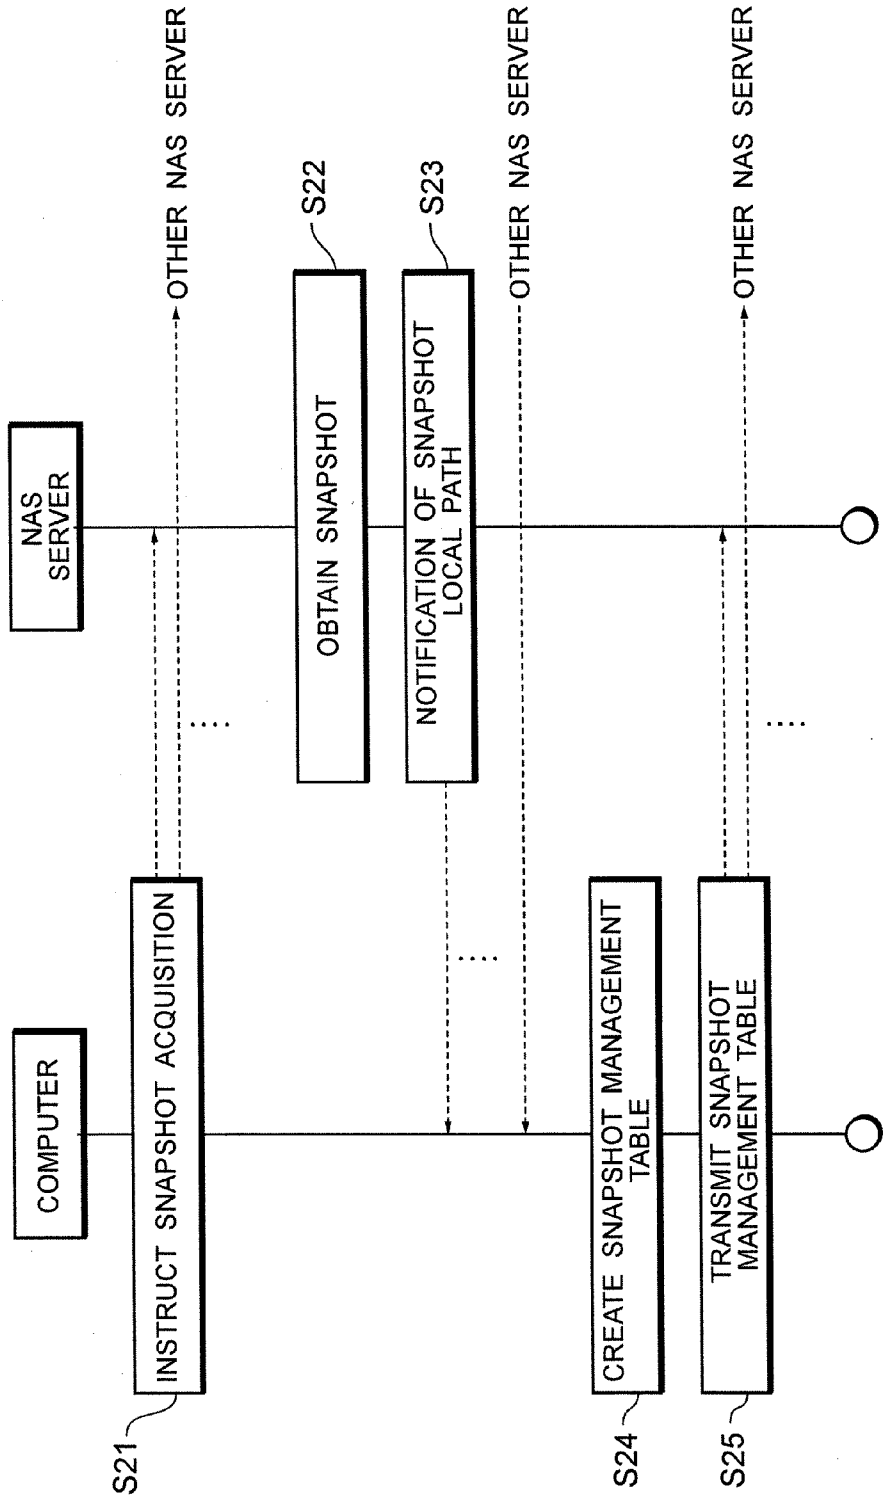 COMPUTER
NAS
SERVER
S21
INSTRUCT SNAPSHOT ACQUISITION
....
OTHER NAS SERVER
OBTAIN SNAPSHOT
S22
NOTIFICATION OF SNAPSHOT
LOCAL PATH
S23
....
OTHER NAS SERVER
S24
CREATE SNAPSHOT MANAGEMENT
TABLE
S25
TRANSMIT SNAPSHOT
MANAGEMENT TABLE
....
OTHER NAS SERVER